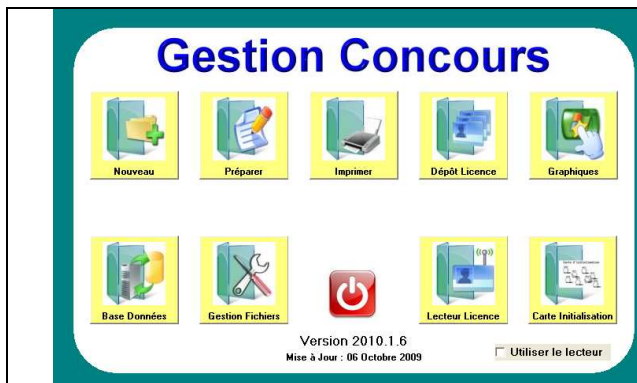 Gestion Concours
Nouveau Préparer Imprimer Dépôt Licence Graphiques
Base Données Gestion Fichiers Lecteur Licence Carte Initialisation
Version 2010.1.6
Mise à Jour : 06 Octobre 2009
Utiliser le lecteur